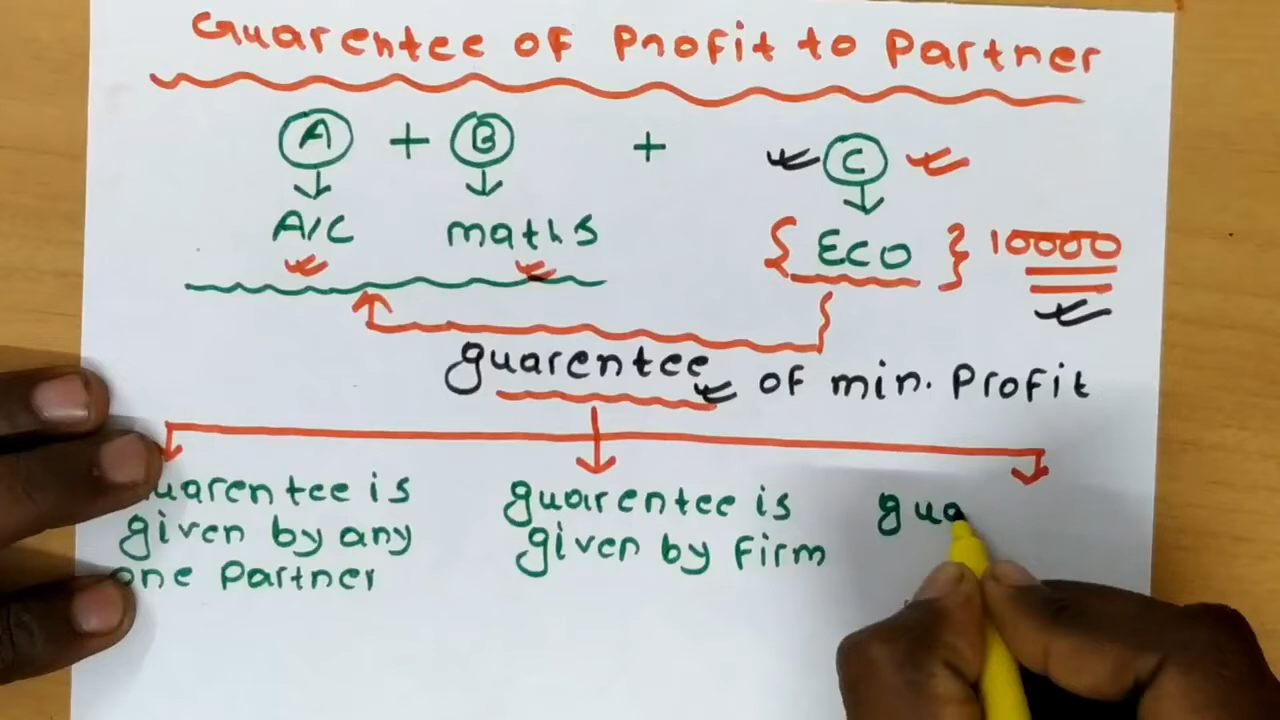 Guarentee of Profit to Partner
A + B + C
A/C maths { ECO } 10000
guarentee of min. Profit
uarentee is
given by any
one Partner
guarentee is
given by Firm
gua